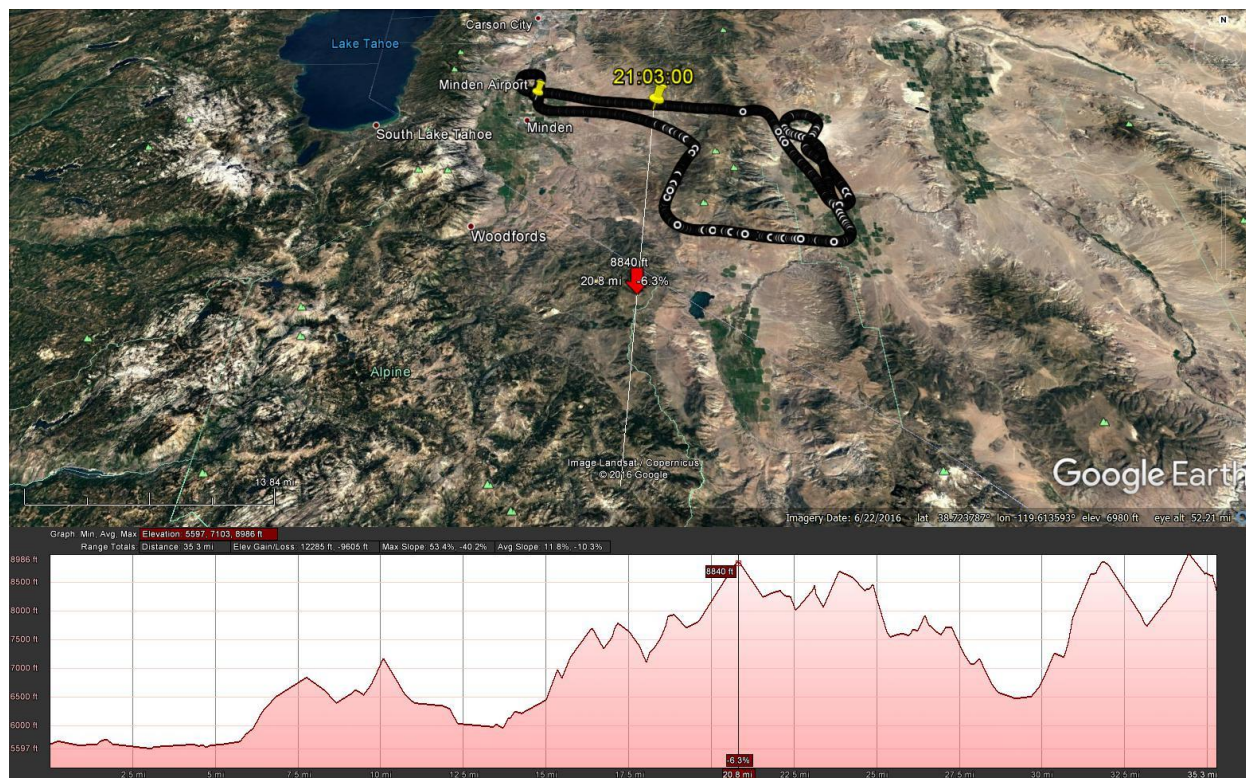 Carson City
N
Lake Tahoe
21:03:00
Minden Airport
Minden
South Lake Tahoe
Woodfords
8840 ft
20.8 mi -6.3%
Alpine
Image Landsat / Copernicus
© 2016 Google
13.84 mi
Google Earth
Imagery Date: 6/22/2016 lat 38.723787° lon -119.613593° elev 6980 ft eye alt 52.21 mi
Graph: Min, Avg, Max Elevation: 5597, 7103, 8986 ft
Range Totals: Distance: 35.3 mi Elev Gain/Loss: 12285 ft, -9605 ft Max Slope: 53.4%, -40.2% Avg Slope: 11.8%, -10.3%
8986 ft
8840 ft
8500 ft
8000 ft
7500 ft
7000 ft
6500 ft
6000 ft
5597 ft
-6.3%
2.5 mi 5 mi 7.5 mi 10 mi 12.5 mi 15 mi 17.5 mi 20.8 mi 22.5 mi 25 mi 27.5 mi 30 mi 32.5 mi 35.3 mi